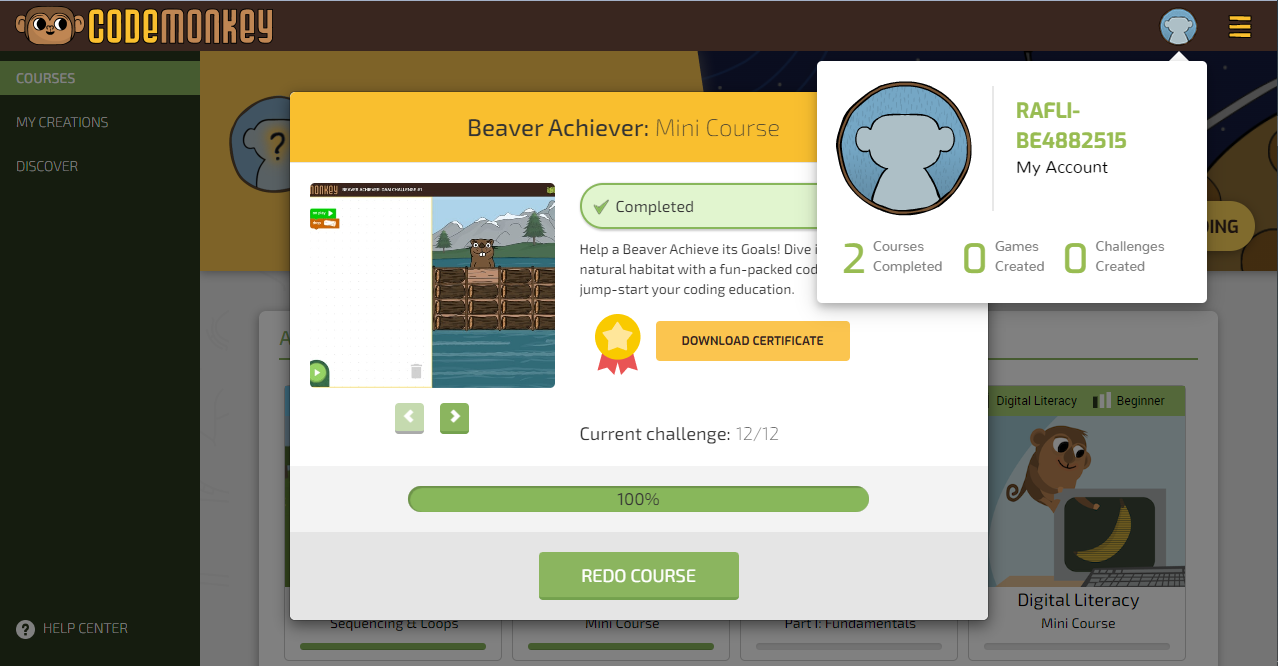 CODEMONKEY
COURSES
MY CREATIONS
DISCOVER
HELP CENTER
RAFLI-
BE4882515
My Account
2 Courses Completed
0 Games Created
0 Challenges Created
Beaver Achiever: Mini Course
?
Completed
Help a Beaver Achieve its Goals! Dive
natural habitat with a fun-packed cod
jump-start your coding education.
DOWNLOAD CERTIFICATE
Current challenge: 12/12
100%
REDO COURSE
Digital Literacy
Beginner
Digital Literacy
Mini Course
Sequencing & Loops
Mini Course
Part I: Fundamentals